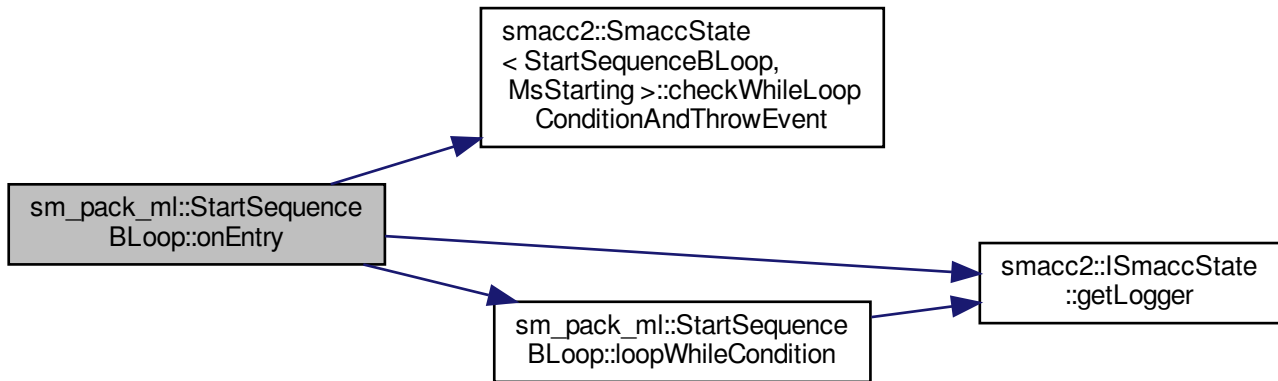 smacc2::SmaccState
< StartSequenceBLoop,
MsStarting >::checkWhileLoop
ConditionAndThrowEvent
sm_pack_ml::StartSequence
BLoop::onEntry
smacc2::ISmaccState
::getLogger
sm_pack_ml::StartSequence
BLoop::loopWhileCondition